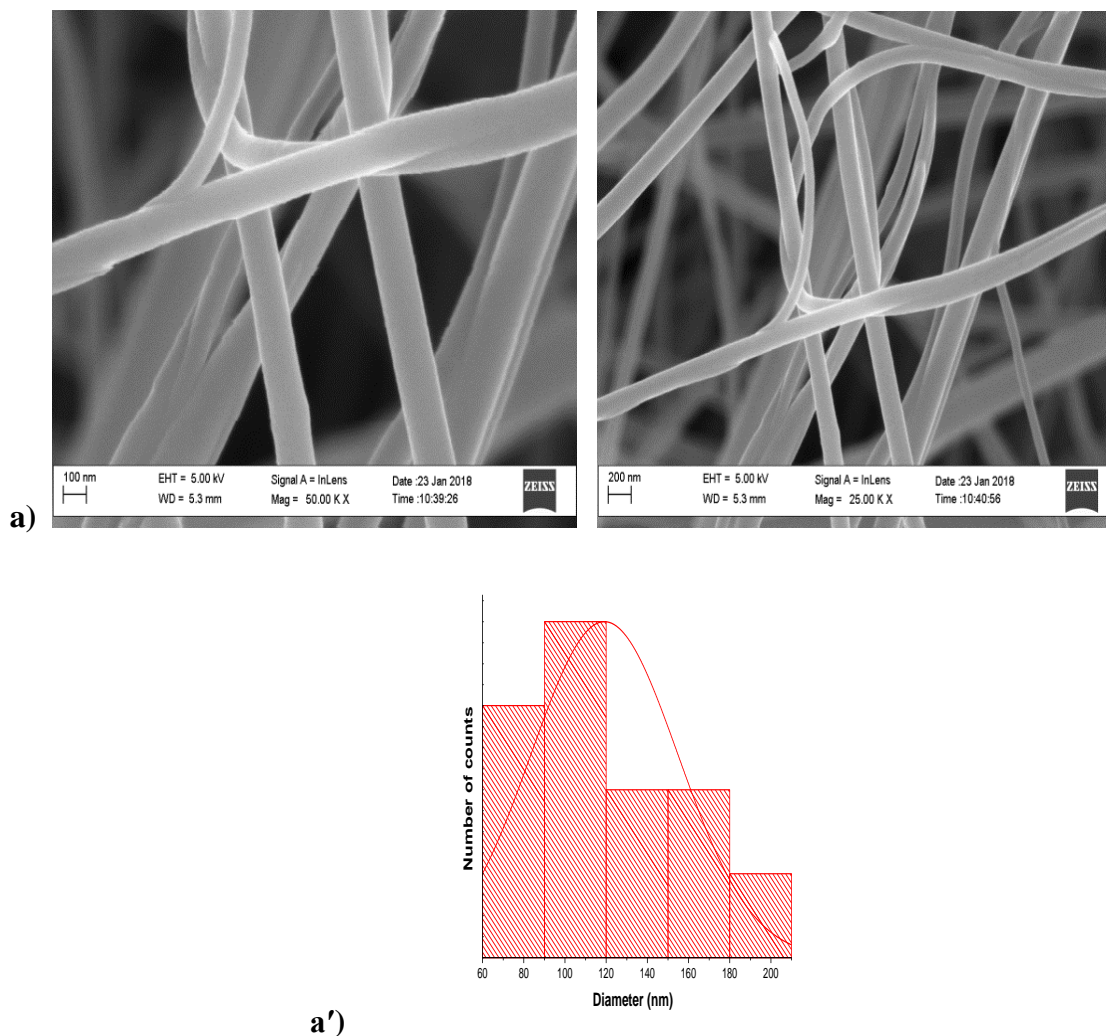 100 nm EHT = 5.00 kV Signal A = InLens Date :23 Jan 2018 ZEISS
WD = 5.3 mm Mag = 50.00 K X Time :10:39:26
200 nm EHT = 5.00 kV Signal A = InLens Date :23 Jan 2018 ZEISS
WD = 5.3 mm Mag = 25.00 K X Time :10:40:56
a)
Number of counts
60 80 100 120 140 160 180 200
Diameter (nm)
a′)